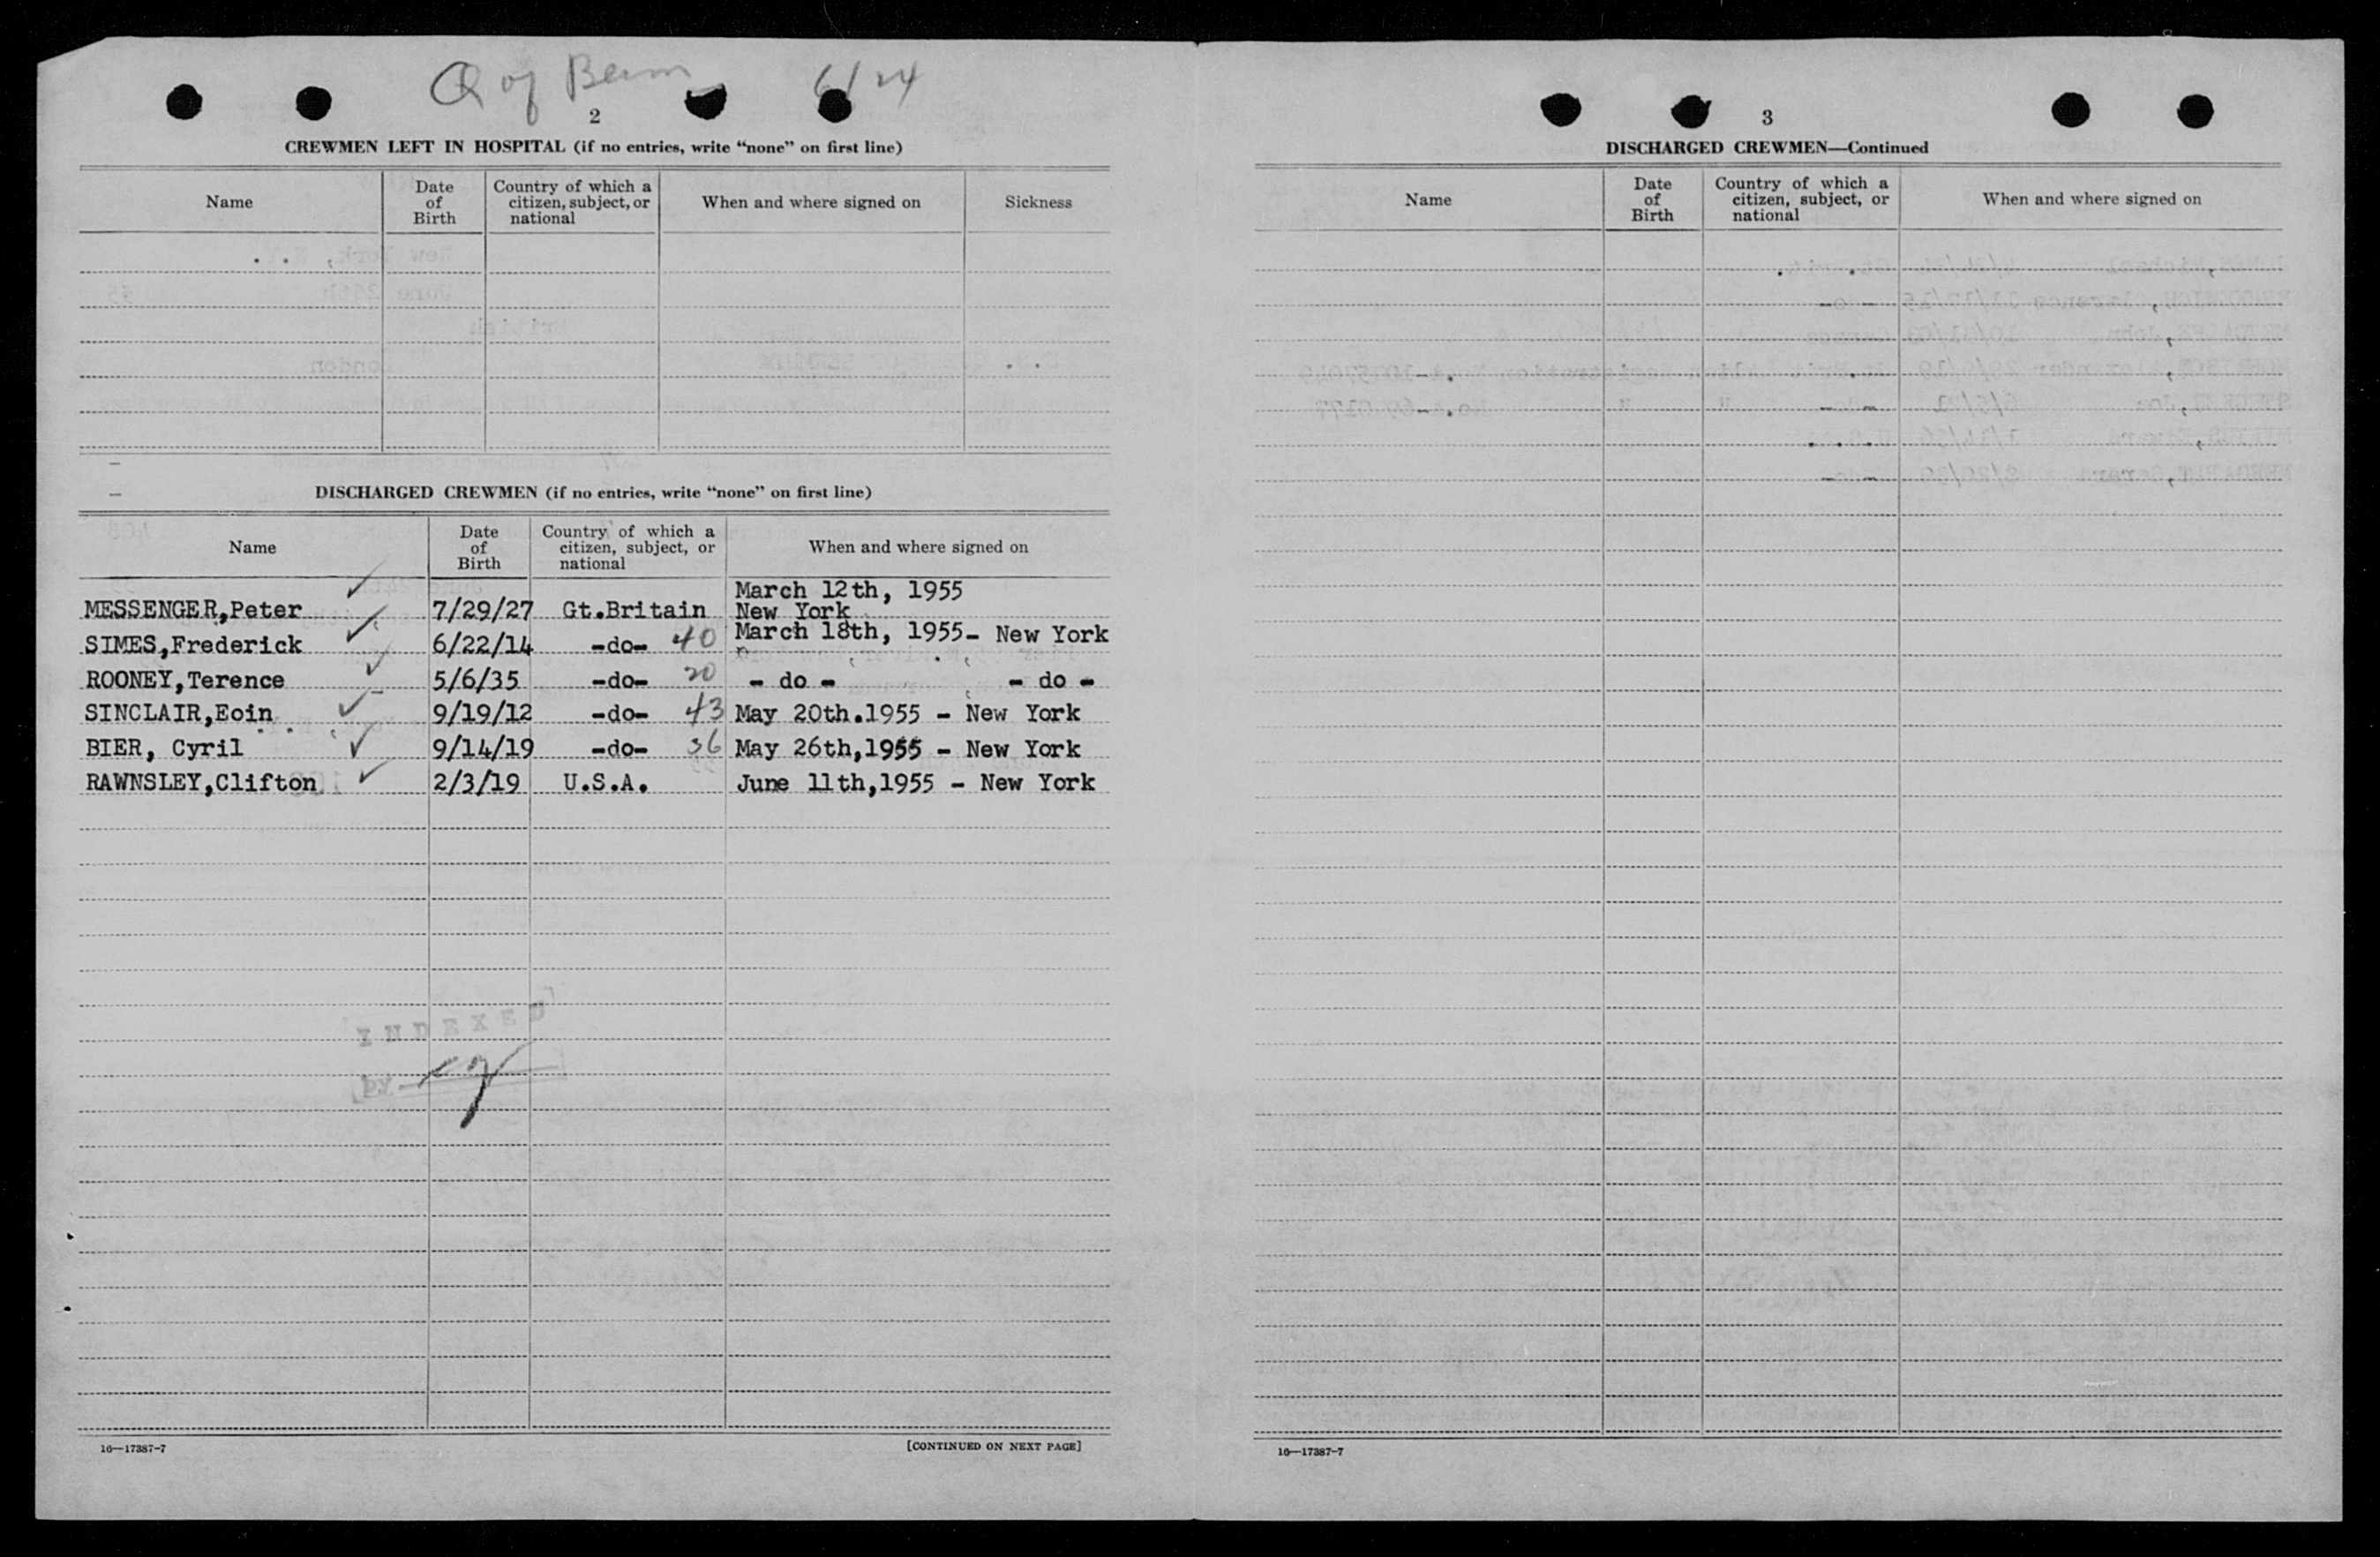 Q of Berm 6/24
2
CREWMEN LEFT IN HOSPITAL (if no entries, write "none" on first line)
Name
Date of Birth
Country of which a citizen, subject, or national
When and where signed on
Sickness
DISCHARGED CREWMEN (if no entries, write "none" on first line)
Name
Date of Birth
Country of which a citizen, subject, or national
When and where signed on
MESSENGER,Peter 7/29/27 Gt.Britain March 12th, 1955 New York
SIMES,Frederick 6/22/14 -do- 40 March 18th, 1955- New York
ROONEY,Terence 5/6/35 -do- 20 - do - - do -
SINCLAIR,Eoin 9/19/12 -do- 43 May 20th.1955 - New York
BIER, Cyril 9/14/19 -do- 36 May 26th,1955 - New York
RAWNSLEY,Clifton 2/3/19 U.S.A. June 11th,1955 - New York
INDEXED
by
16—17387-7
[CONTINUED ON NEXT PAGE]
3
DISCHARGED CREWMEN—Continued
Name
Date of Birth
Country of which a citizen, subject, or national
When and where signed on
16—17387-7